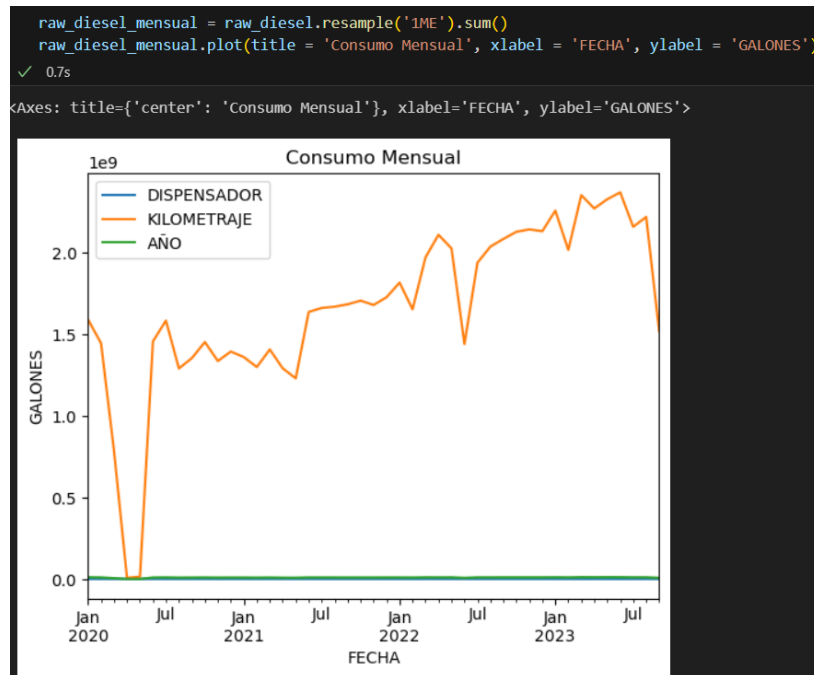 raw_diesel_mensual = raw_diesel.resample('1ME').sum()
raw_diesel_mensual.plot(title = 'Consumo Mensual', xlabel = 'FECHA', ylabel = 'GALONES')
✓ 0.7s
<Axes: title={'center': 'Consumo Mensual'}, xlabel='FECHA', ylabel='GALONES'>
Consumo Mensual
1e9
DISPENSADOR
KILOMETRAJE
AÑO
2.0
1.5
1.0
0.5
0.0
GALONES
Jan Jul Jan Jul Jan Jul Jan Jul
2020 2021 2022 2023
FECHA